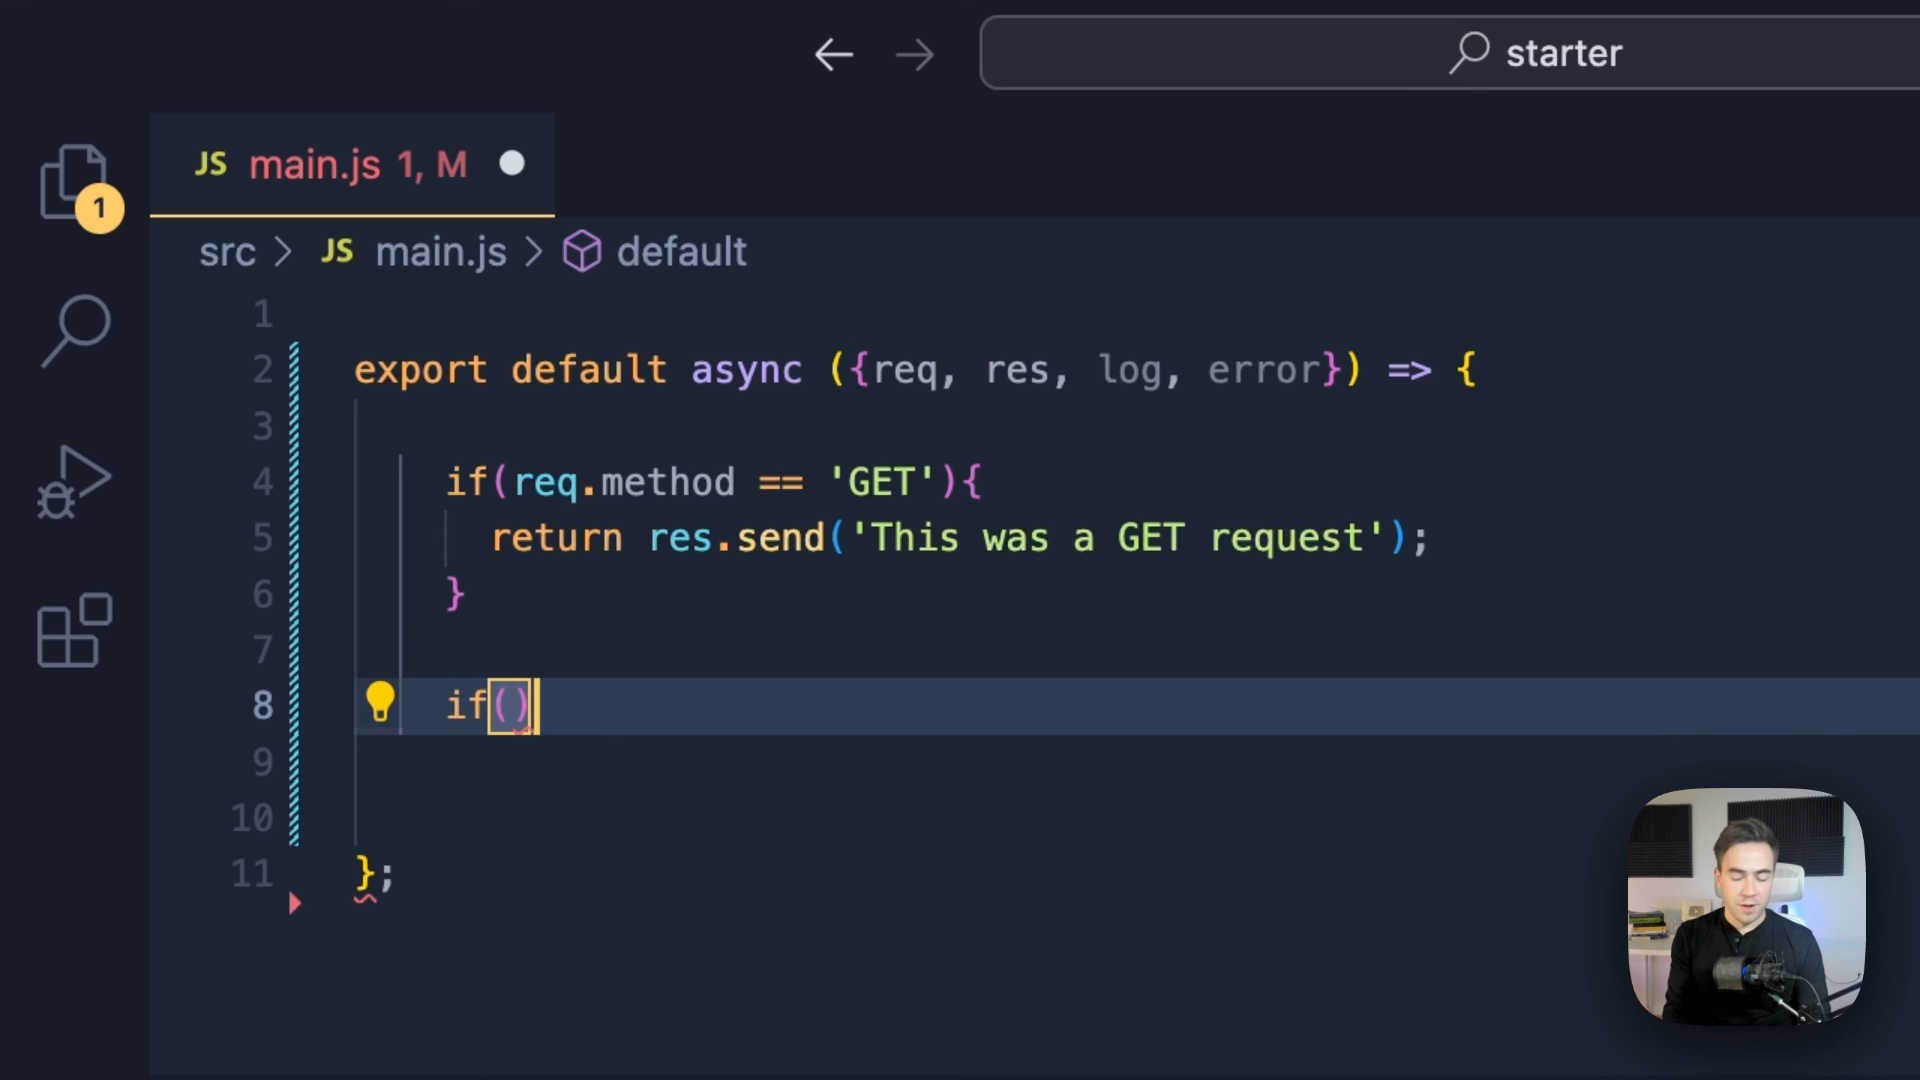 starter
JS main.js 1, M
1
src > JS main.js > default
1
2 export default async ({req, res, log, error}) => {
3
4 if(req.method == 'GET'){
5 return res.send('This was a GET request');
6 }
7
8 if()
9
10
11 };